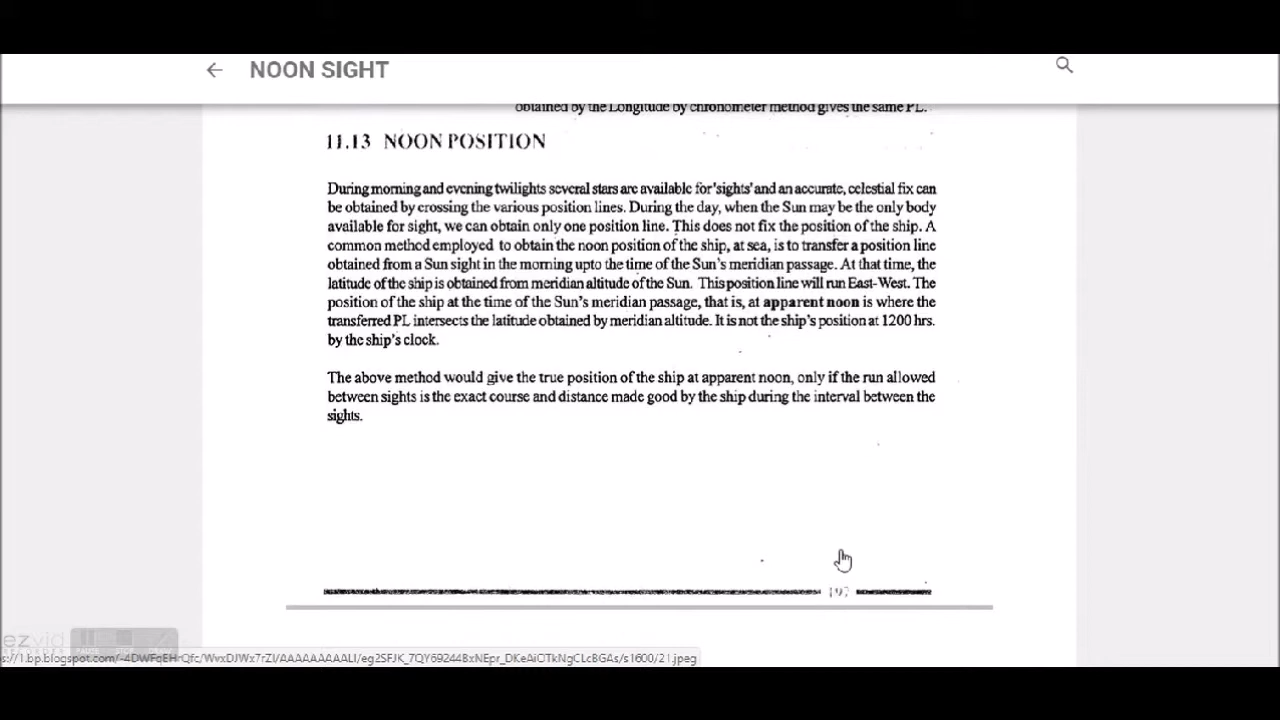 NOON SIGHT
obtained by the Longitude by chronometer method gives the same PL.
11.13 NOON POSITION
During morning and evening twilights several stars are available for 'sights' and an accurate, celestial fix can
be obtained by crossing the various position lines. During the day, when the Sun may be the only body
available for sight, we can obtain only one position line. This does not fix the position of the ship. A
common method employed to obtain the noon position of the ship, at sea, is to transfer a position line
obtained from a Sun sight in the morning upto the time of the Sun's meridian passage. At that time, the
latitude of the ship is obtained from meridian altitude of the Sun. This position line will run East-West. The
position of the ship at the time of the Sun's meridian passage, that is, at apparent noon is where the
transferred PL intersects the latitude obtained by meridian altitude. It is not the ship's position at 1200 hrs.
by the ship's clock.
The above method would give the true position of the ship at apparent noon, only if the run allowed
between sights is the exact course and distance made good by the ship during the interval between the
sights.
197
ezvid